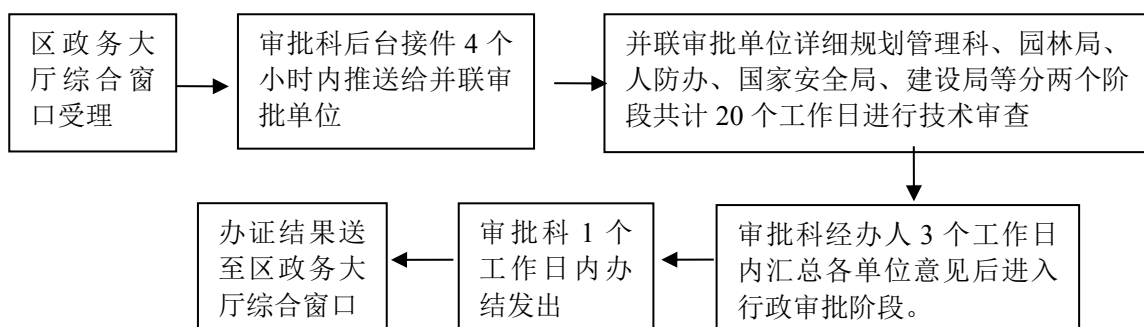 区政务大
厅综合窗
口受理
审批科后台接件 4 个
小时内推送给并联审
批单位
并联审批单位详细规划管理科、园林局、
人防办、国家安全局、建设局等分两个阶
段共计 20 个工作日进行技术审查
审批科经办人 3 个工作日
内汇总各单位意见后进入
行政审批阶段。
审批科 1 个
工作日内办
结发出
办证结果送
至区政务大
厅综合窗口